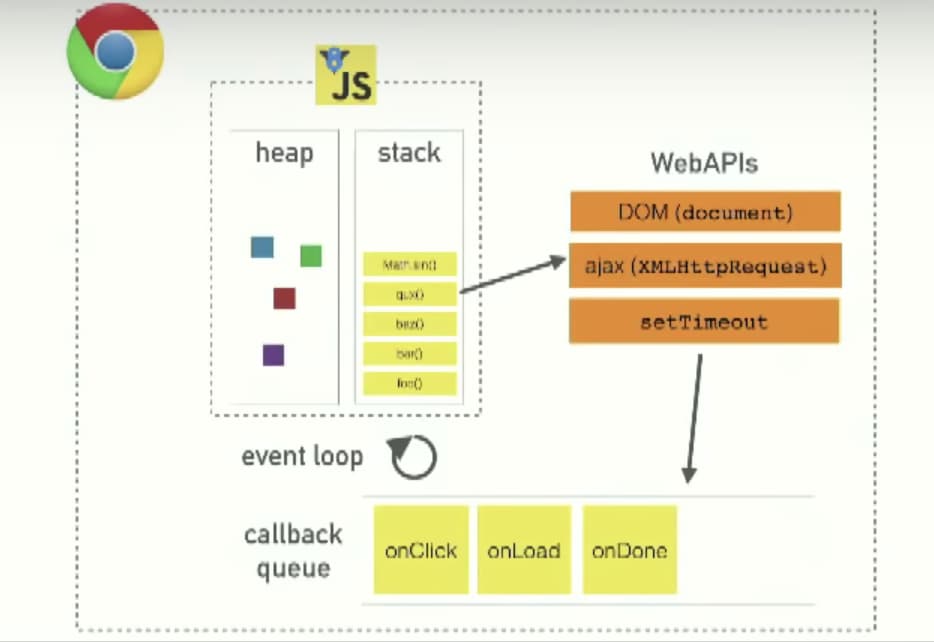 JS
heap
stack
WebAPIs
DOM (document)
ajax (XMLHttpRequest)
setTimeout
Math.sin()
qux()
baz()
bar()
foo()
event loop
callback
queue
onClick
onLoad
onDone